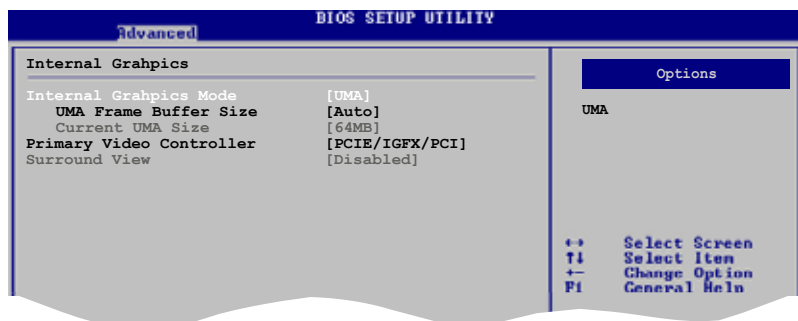 BIOS SETUP UTILITY
Advanced
Internal Grahpics
Internal Grahpics Mode [UMA]
UMA Frame Buffer Size [Auto]
Current UMA Size [64MB]
Primary Video Controller [PCIE/IGFX/PCI]
Surround View [Disabled]
Options
UMA
↔ Select Screen
↑↓ Select Item
+- Change Option
F1 General Help